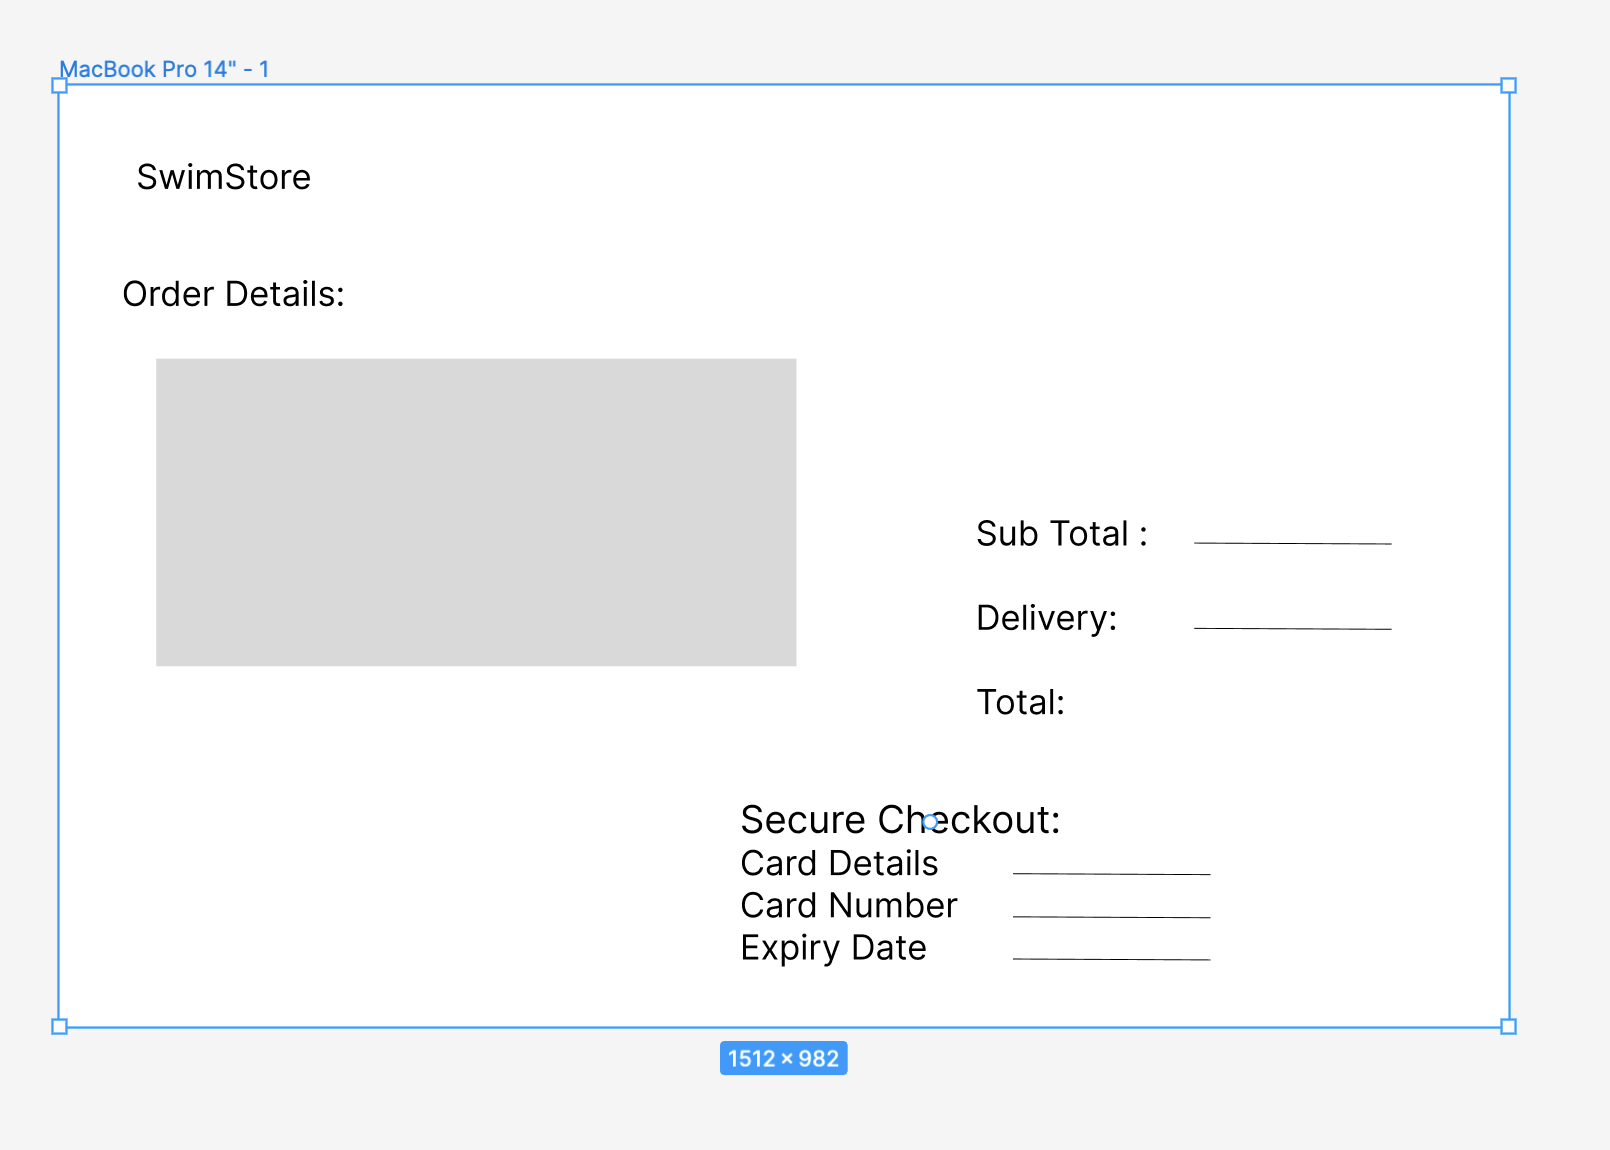 MacBook Pro 14" - 1
SwimStore
Order Details:
Sub Total :
Delivery:
Total:
Secure Checkout:
Card Details
Card Number
Expiry Date
1512 × 982